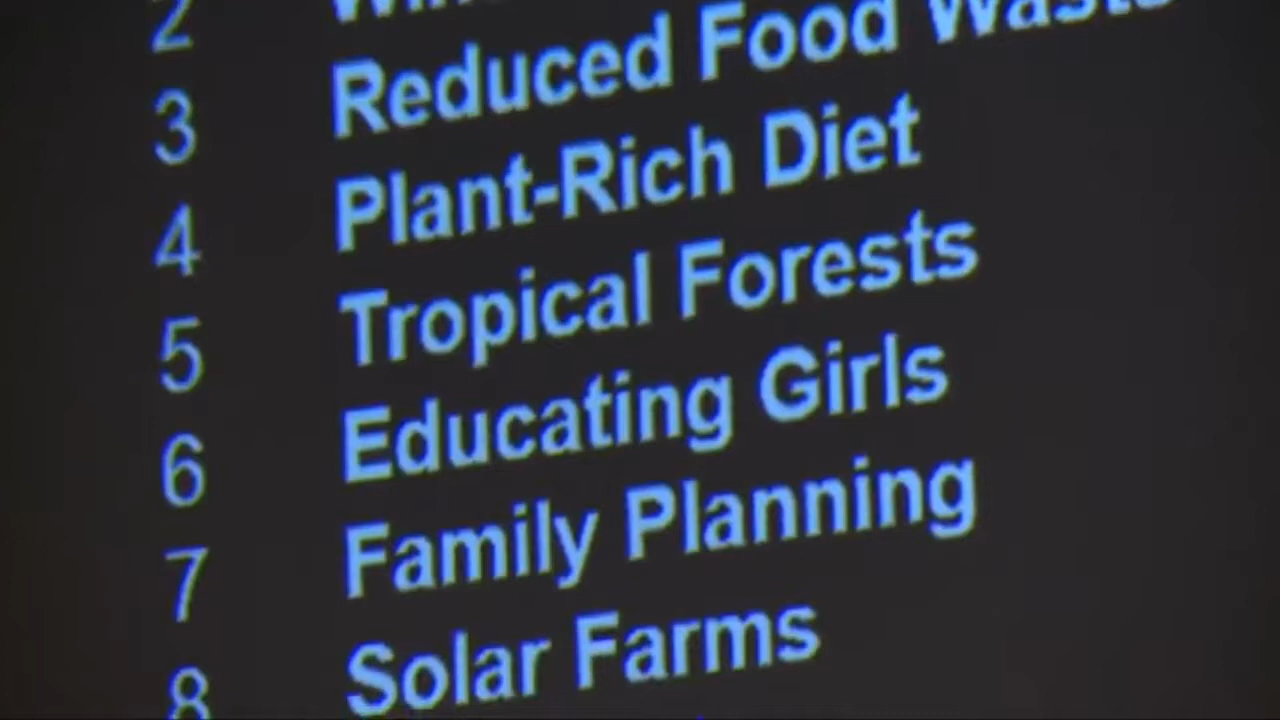 2
3 Reduced Food Waste
4 Plant-Rich Diet
5 Tropical Forests
6 Educating Girls
7 Family Planning
8 Solar Farms